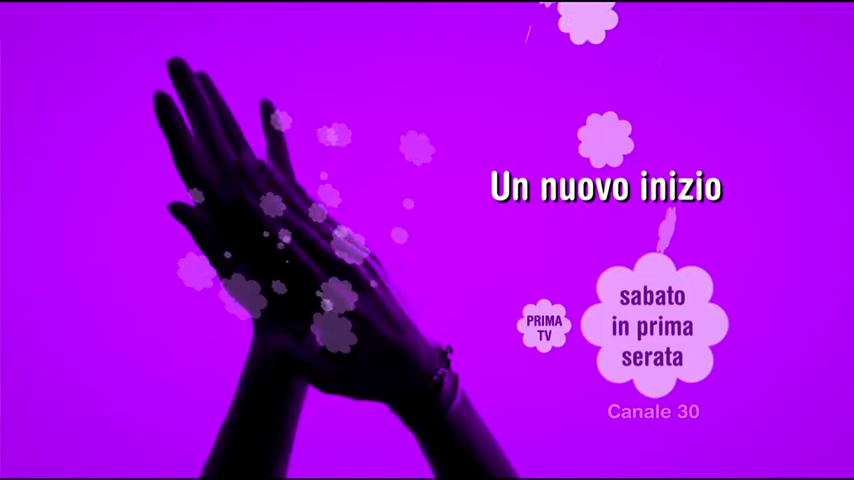 Un nuovo inizio
PRIMA
TV
sabato
in prima
serata
Canale 30